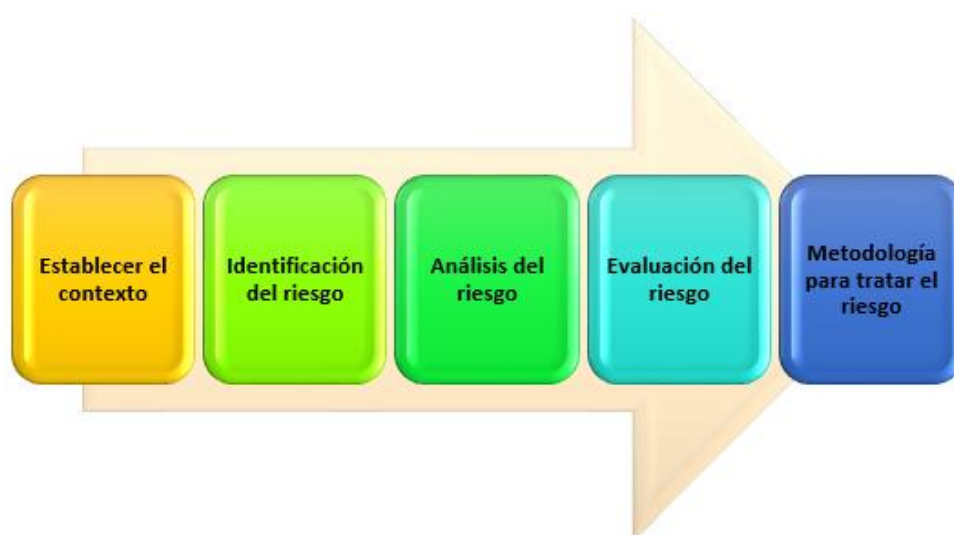 Establecer el
contexto
Identificación
del riesgo
Análisis del
riesgo
Evaluación del
riesgo
Metodología
para tratar el
riesgo